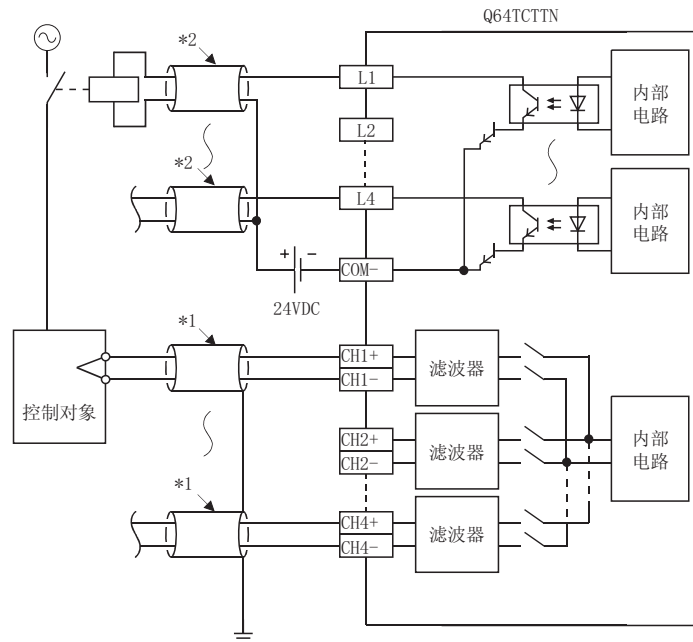 Q64TCTTN
*2
L1
内部
电路
L2
*2
L4
内部
电路
+
−
COM−
24VDC
*1
CH1+
CH1−
滤波器
控制对象
CH2+
CH2−
滤波器
内部
电路
*1
CH4+
CH4−
滤波器